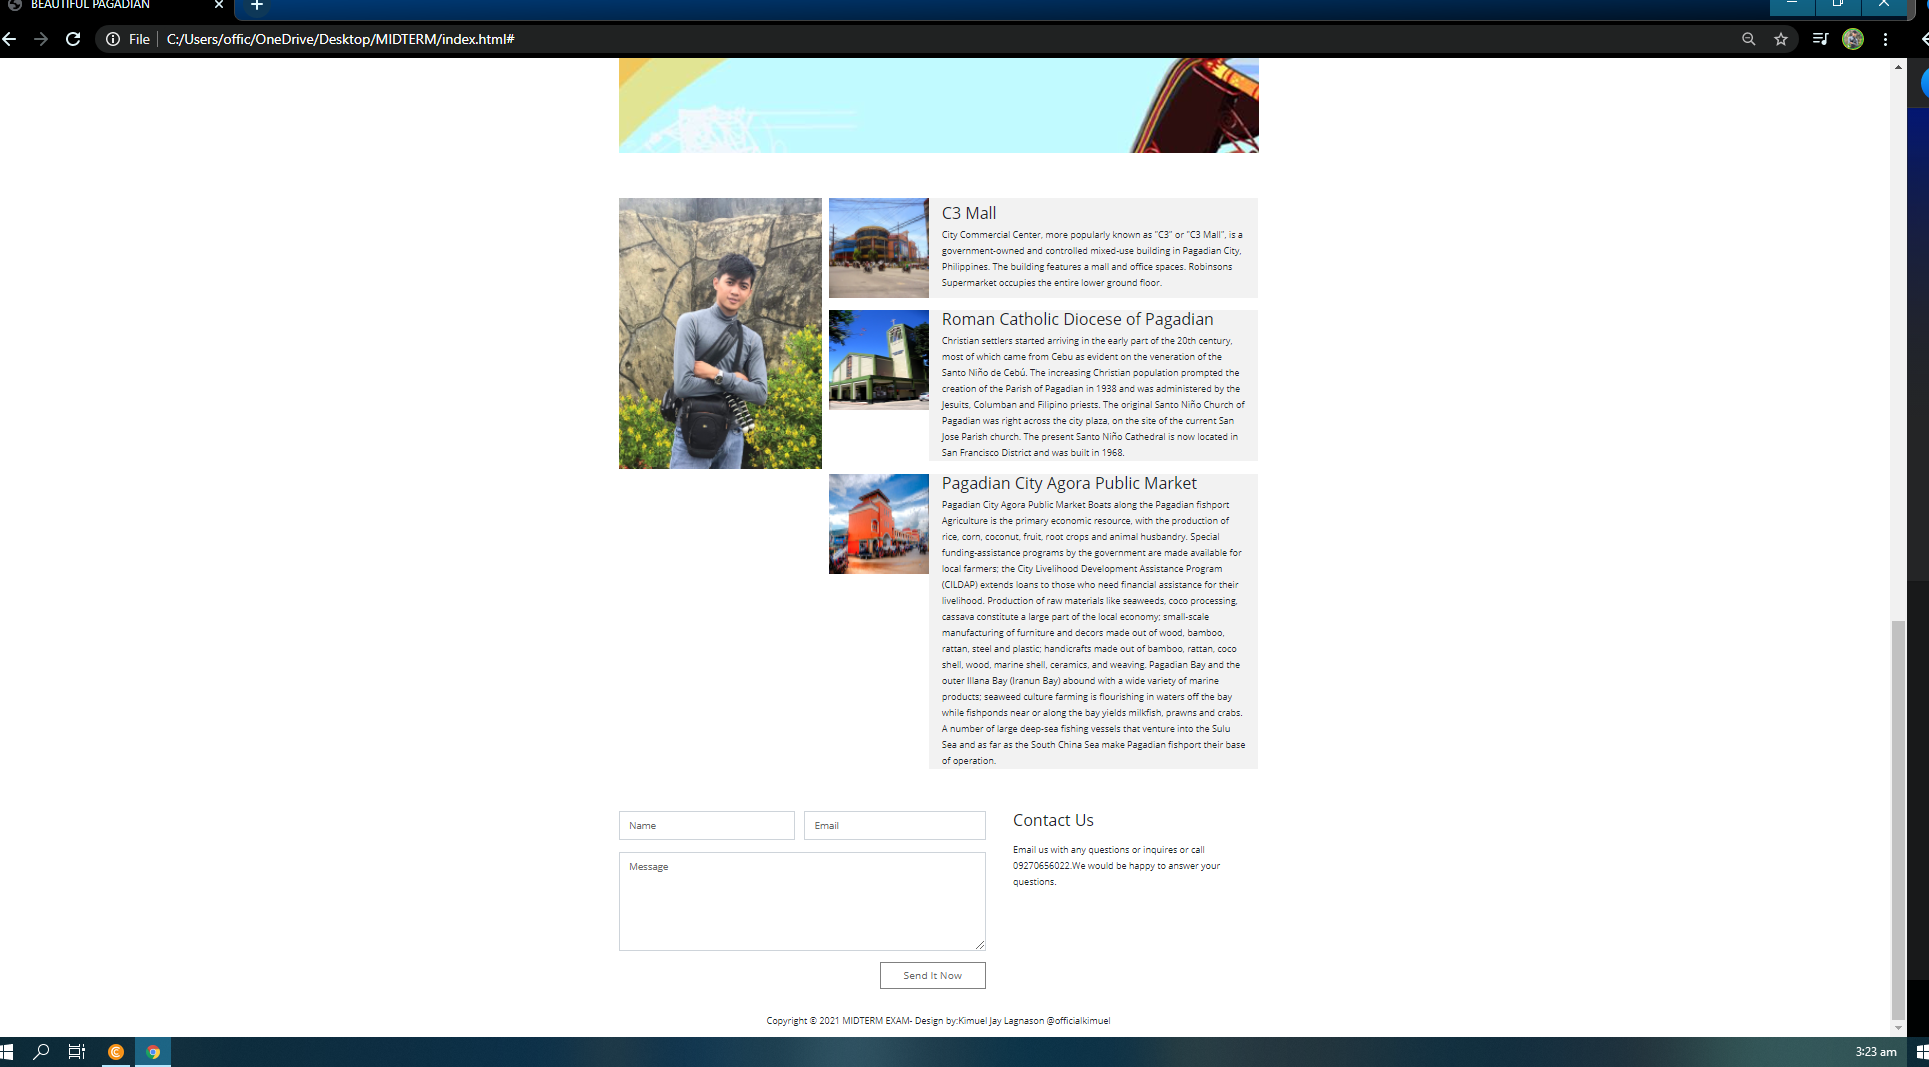 BEAUTIFUL PAGADIAN
File
C:/Users/offic/OneDrive/Desktop/MIDTERM/index.html#
C3 Mall
City Commercial Center, more popularly known as “C3” or “C3 Mall”, is a
government-owned and controlled mixed-use building in Pagadian City,
Philippines. The building features a mall and office spaces. Robinsons
Supermarket occupies the entire lower ground floor.
Roman Catholic Diocese of Pagadian
Christian settlers started arriving in the early part of the 20th century,
most of which came from Cebu as evident on the veneration of the
Santo Niño de Cebú. The increasing Christian population prompted the
creation of the Parish of Pagadian in 1938 and was administered by the
Jesuits, Columban and Filipino priests. The original Santo Niño Church of
Pagadian was right across the city plaza, on the site of the current San
Jose Parish church. The present Santo Niño Cathedral is now located in
San Francisco District and was built in 1968.
Pagadian City Agora Public Market
Pagadian City Agora Public Market Boats along the Pagadian fishport
Agriculture is the primary economic resource, with the production of
rice, corn, coconut, fruit, root crops and animal husbandry. Special
funding-assistance programs by the government are made available for
local farmers; the City Livelihood Development Assistance Program
(CILDAP) extends loans to those who need financial assistance for their
livelihood. Production of raw materials like seaweeds, coco processing,
cassava constitute a large part of the local economy; small-scale
manufacturing of furniture and decors made out of wood, bamboo,
rattan, steel and plastic; handicrafts made out of bamboo, rattan, coco
shell, wood, marine shell, ceramics, and weaving. Pagadian Bay and the
outer Illana Bay (Iranun Bay) abound with a wide variety of marine
products; seaweed culture farming is flourishing in waters off the bay
while fishponds near or along the bay yields milkfish, prawns and crabs.
A number of large deep-sea fishing vessels that venture into the Sulu
Sea and as far as the South China Sea make Pagadian fishport their base
of operation.
Name
Email
Message
Send It Now
Contact Us
Email us with any questions or inquires or call
09270656022.We would be happy to answer your
questions.
Copyright © 2021 MIDTERM EXAM- Design by:Kimuel Jay Lagnason @officialkimuel
3:23 am